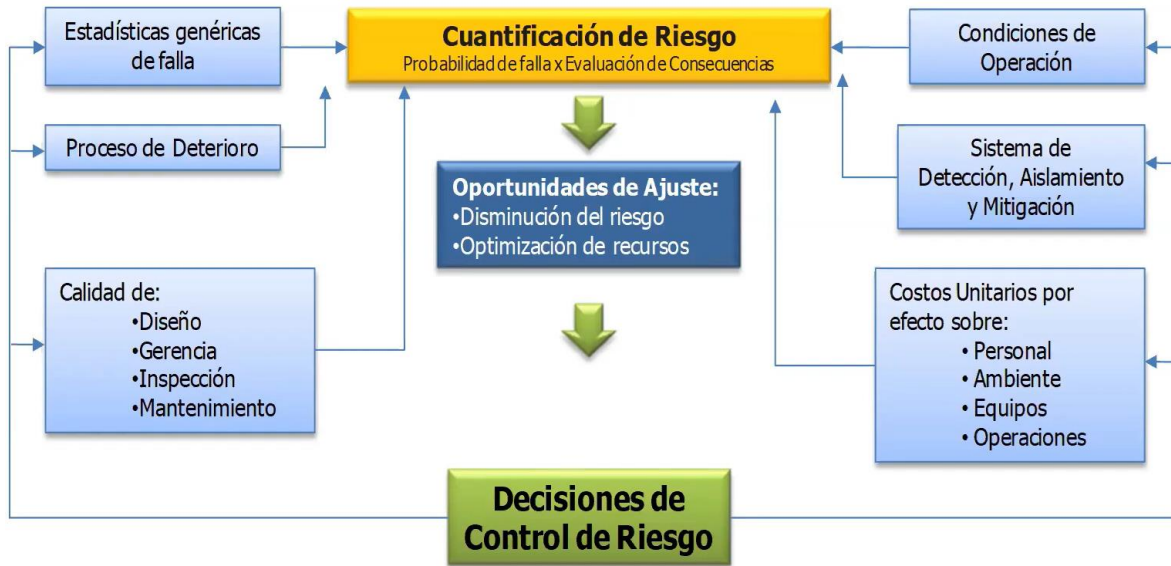 Estadísticas genéricas
de falla
Cuantificación de Riesgo
Probabilidad de falla x Evaluación de Consecuencias
Condiciones de
Operación
Proceso de Deterioro
Sistema de
Detección, Aislamiento
y Mitigación
Oportunidades de Ajuste:
•Disminución del riesgo
•Optimización de recursos
Calidad de:
•Diseño
•Gerencia
•Inspección
•Mantenimiento
Costos Unitarios por
efecto sobre:
• Personal
• Ambiente
• Equipos
• Operaciones
Decisiones de
Control de Riesgo